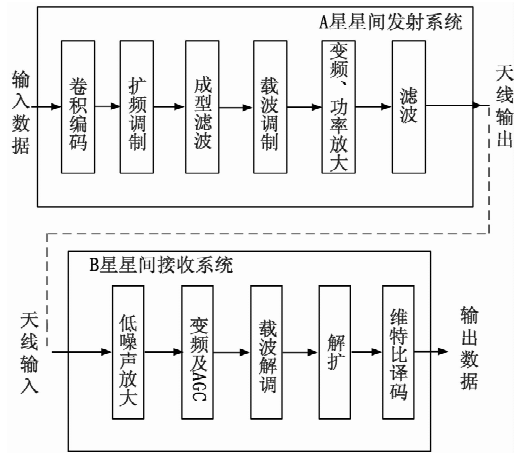 A星星间发射系统
输入数据
卷积编码
扩频调制
成型滤波
载波调制
变频、功率放大
滤波
天线输出
B星星间接收系统
天线输入
低噪声放大
变频及AGC
载波解调
解扩
维特比译码
输出数据